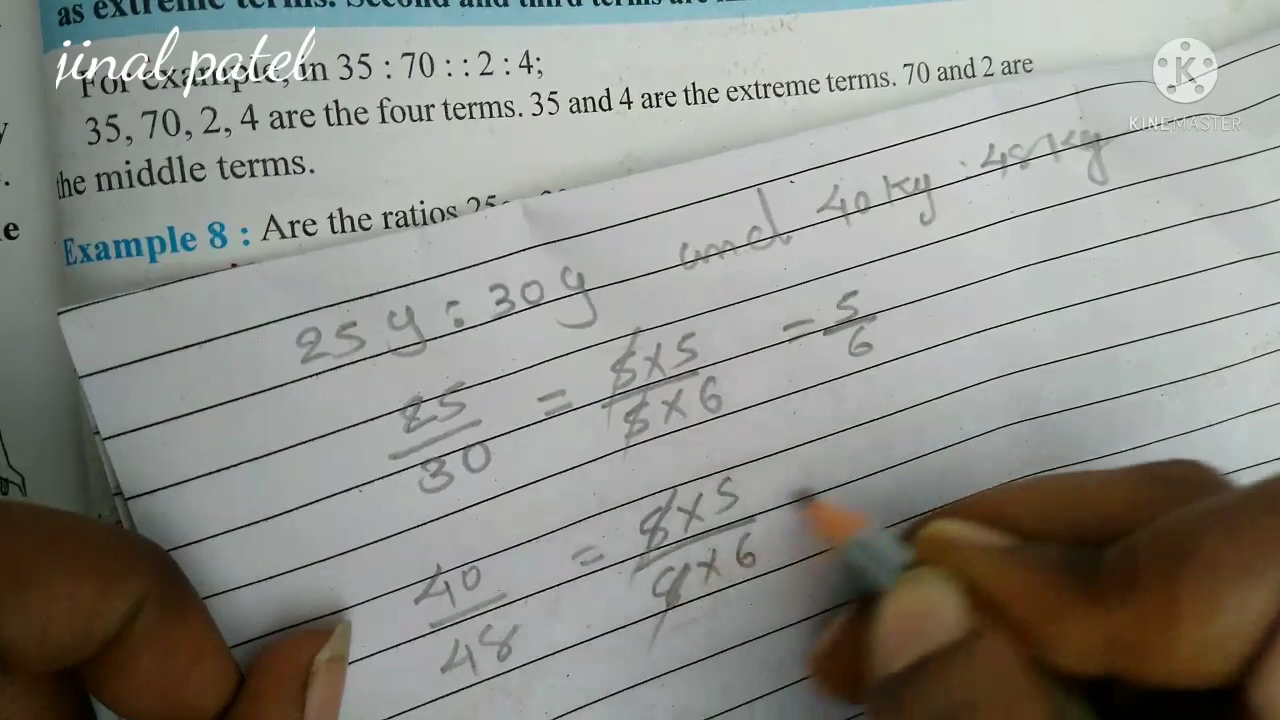 as extreme terms. Second and third terms are
jinal patel
For example, in 35 : 70 : : 2 : 4;
35, 70, 2, 4 are the four terms. 35 and 4 are the extreme terms. 70 and 2 are
the middle terms.
KINEMASTER
Example 8 : Are the ratios 25
25 g : 30 g and 40 kg : 48 kg
25/30 = 5×5/5×6 = 5/6
40/48 = 8×5/8×6